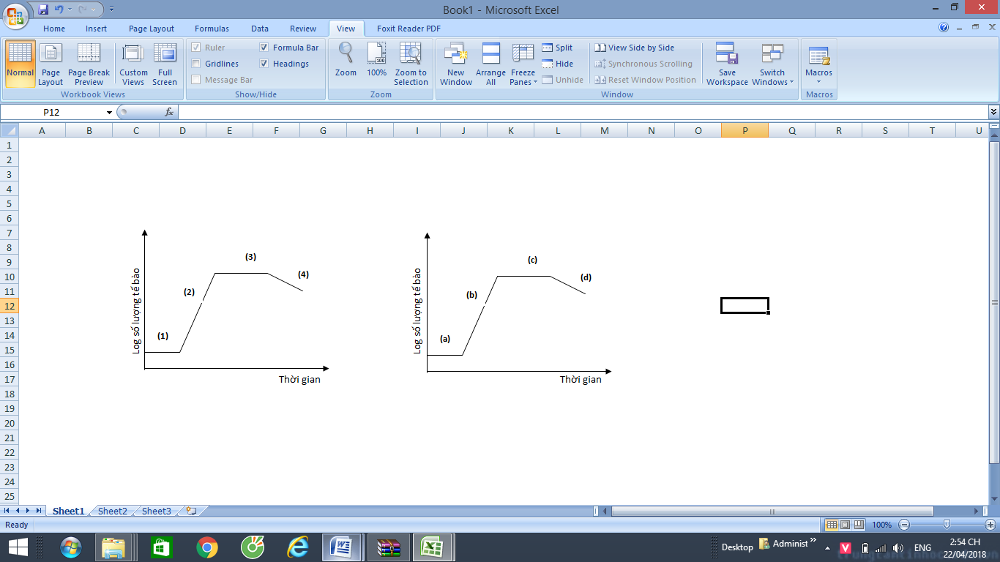 Book1 - Microsoft Excel
Home Insert Page Layout Formulas Data Review View Foxit Reader PDF
Normal
Page Layout
Page Break Preview
Custom Views
Full Screen
Workbook Views
Ruler
Formula Bar
Gridlines
Headings
Message Bar
Show/Hide
Zoom
100
100%
Zoom to Selection
Zoom
New Window
Arrange All
Freeze Panes
Split
Hide
Unhide
View Side by Side
Synchronous Scrolling
Reset Window Position
Save Workspace
Switch Windows
Window
Macros
Macros
P12
fx
A B C D E F G H I J K L M N O P Q R S T U
1
2
3
4
5
6
7
8
9
10
11
12
13
14
15
16
17
18
19
20
21
22
23
24
25
Log số lượng tế bào
(1)
(2)
(3)
(4)
Thời gian
Log số lượng tế bào
(a)
(b)
(c)
(d)
Thời gian
Sheet1 Sheet2 Sheet3
Ready
100%
Desktop
Administ
ENG
2:54 CH
22/04/2018